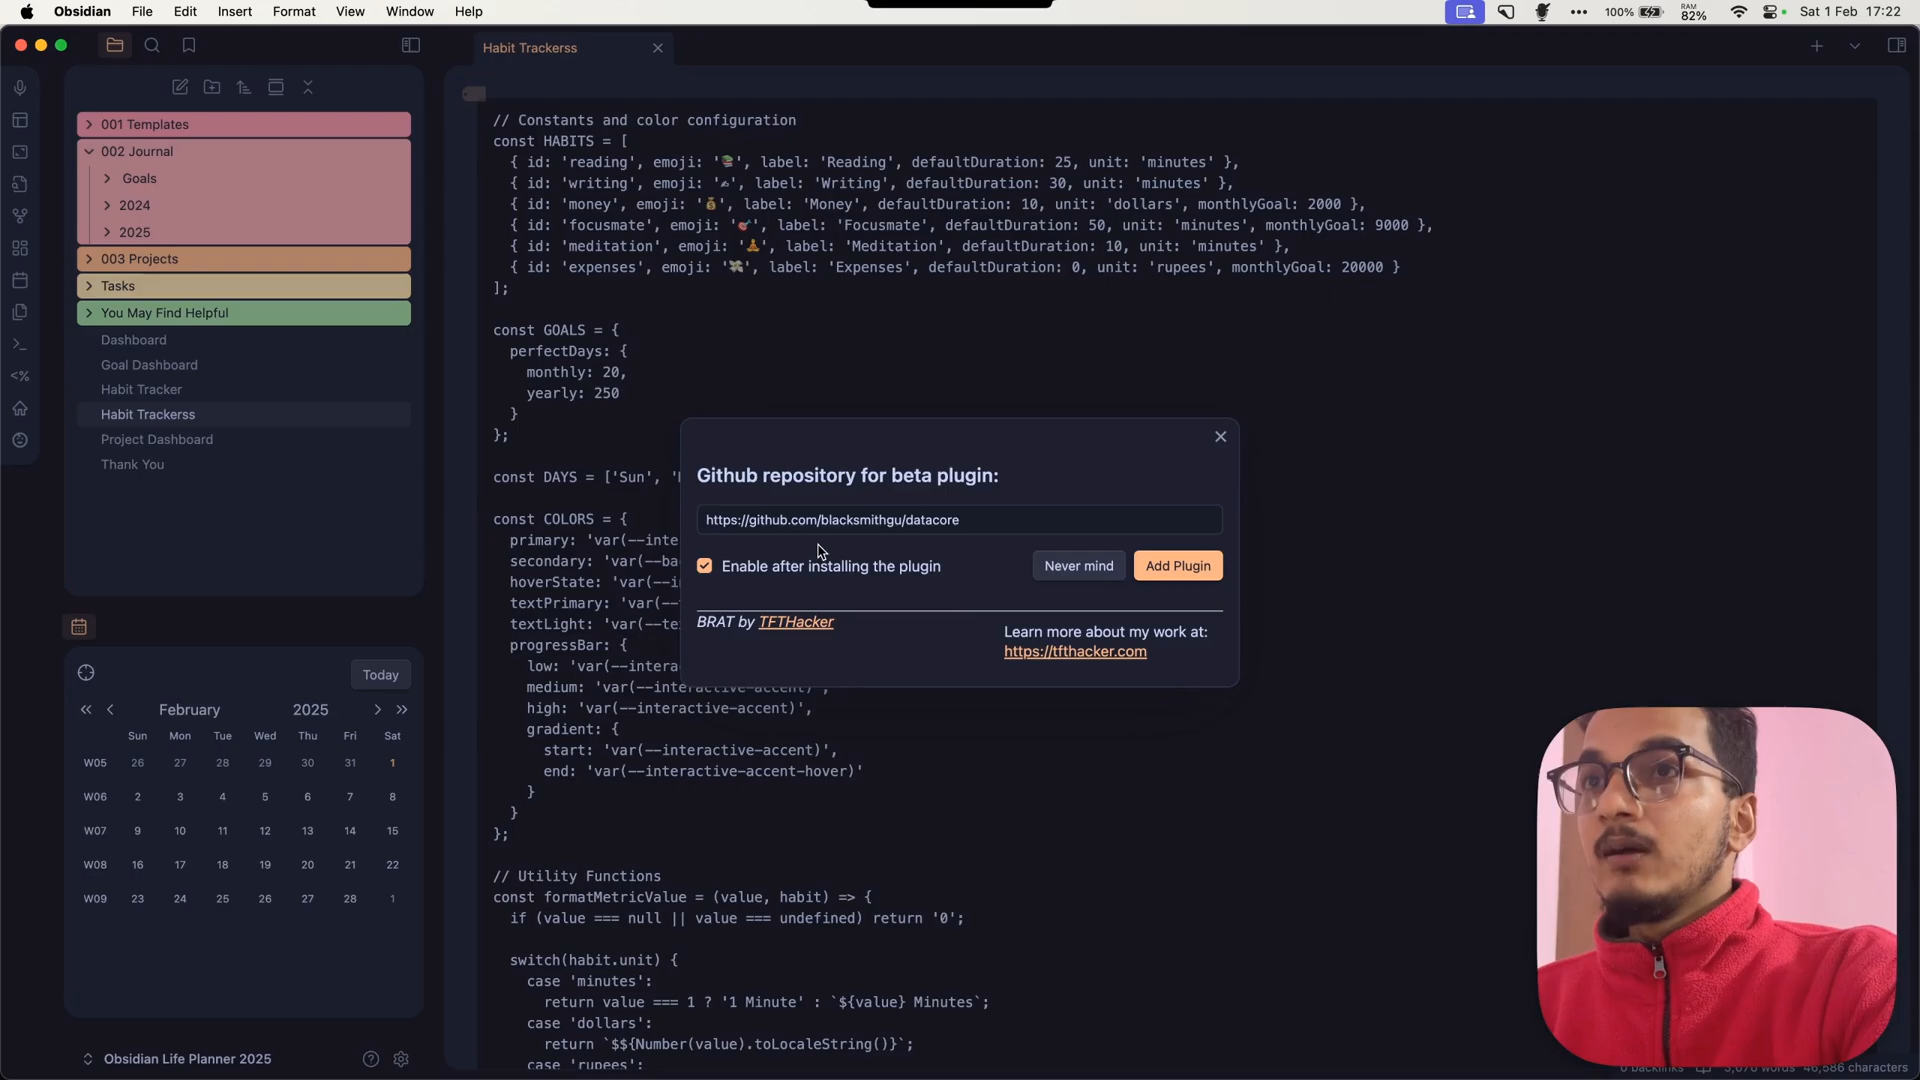 Obsidian File Edit Insert Format View Window Help
100% RAM 82% Sat 1 Feb 17:22
Habit Trackerss
001 Templates
002 Journal
Goals
2024
2025
003 Projects
Tasks
You May Find Helpful
Dashboard
Goal Dashboard
Habit Tracker
Habit Trackerss
Project Dashboard
Thank You
Today
February 2025
Sun Mon Tue Wed Thu Fri Sat
W05 26 27 28 29 30 31 1
W06 2 3 4 5 6 7 8
W07 9 10 11 12 13 14 15
W08 16 17 18 19 20 21 22
W09 23 24 25 26 27 28 1
Obsidian Life Planner 2025
// Constants and color configuration
const HABITS = [
{ id: 'reading', emoji: '📚', label: 'Reading', defaultDuration: 25, unit: 'minutes' },
{ id: 'writing', emoji: '✍', label: 'Writing', defaultDuration: 30, unit: 'minutes' },
{ id: 'money', emoji: '💰', label: 'Money', defaultDuration: 10, unit: 'dollars', monthlyGoal: 2000 },
{ id: 'focusmate', emoji: '🎯', label: 'Focusmate', defaultDuration: 50, unit: 'minutes', monthlyGoal: 9000 },
{ id: 'meditation', emoji: '🧘', label: 'Meditation', defaultDuration: 10, unit: 'minutes' },
{ id: 'expenses', emoji: '💸', label: 'Expenses', defaultDuration: 0, unit: 'rupees', monthlyGoal: 20000 }
];
const GOALS = {
perfectDays: {
monthly: 20,
yearly: 250
}
};
const DAYS = ['Sun',
const COLORS = {
primary: 'var(--inte
secondary: 'var(--ba
hoverState: 'var(--i
textPrimary: 'var(--
textLight: 'var(--te
progressBar: {
low: 'var(--intera
medium: 'var(--interactive-accent)',
high: 'var(--interactive-accent)',
gradient: {
start: 'var(--interactive-accent)',
end: 'var(--interactive-accent-hover)'
}
}
};
// Utility Functions
const formatMetricValue = (value, habit) => {
if (value === null || value === undefined) return '0';
switch(habit.unit) {
case 'minutes':
return value === 1 ? '1 Minute' : `${value} Minutes`;
case 'dollars':
return `$${Number(value).toLocaleString()}`;
case 'rupees':
Github repository for beta plugin:
https://github.com/blacksmithgu/datacore
Enable after installing the plugin
Never mind
Add Plugin
BRAT by TFTHacker
Learn more about my work at:
https://tfthacker.com
0 backlinks words 46,586 characters